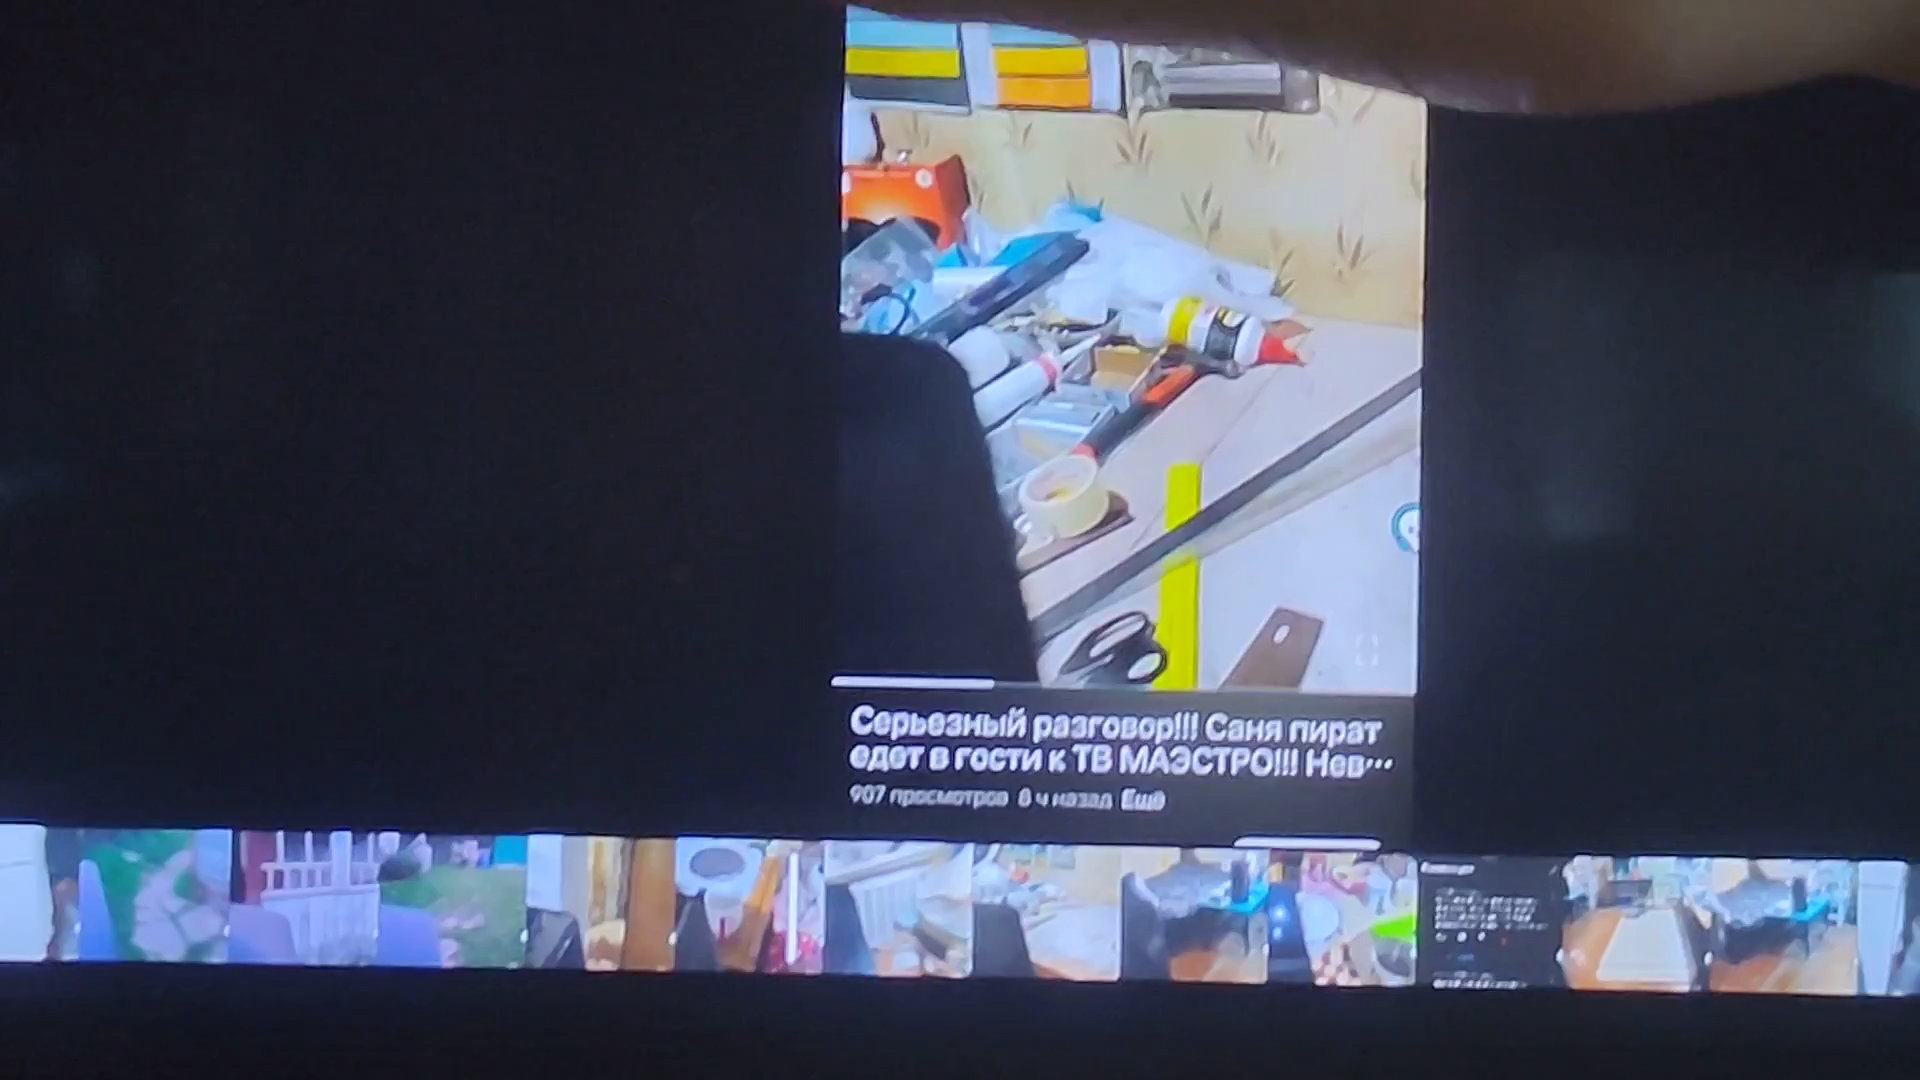 Серьезный разговор!!! Саня пират
едет в гости к ТВ МАЭСТРО!!! Нев...
907 просмотров 8 ч назад Ещё